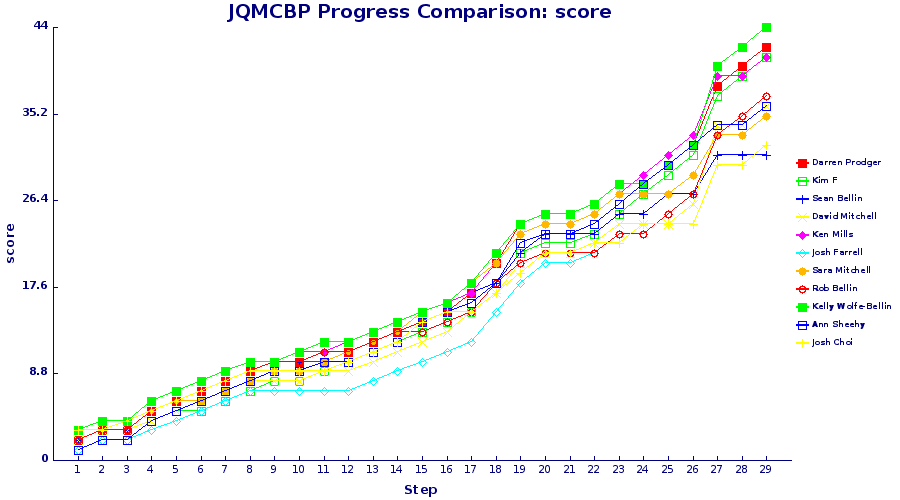 JQMCBP Progress Comparison: score
44
35.2
26.4
17.6
8.8
0
score
1 2 3 4 5 6 7 8 9 10 11 12 13 14 15 16 17 18 19 20 21 22 23 24 25 26 27 28 29
Step
Darren Prodger
Kim F
Sean Bellin
David Mitchell
Ken Mills
Josh Farrell
Sara Mitchell
Rob Bellin
Kelly Wolfe-Bellin
Ann Sheehy
Josh Choi